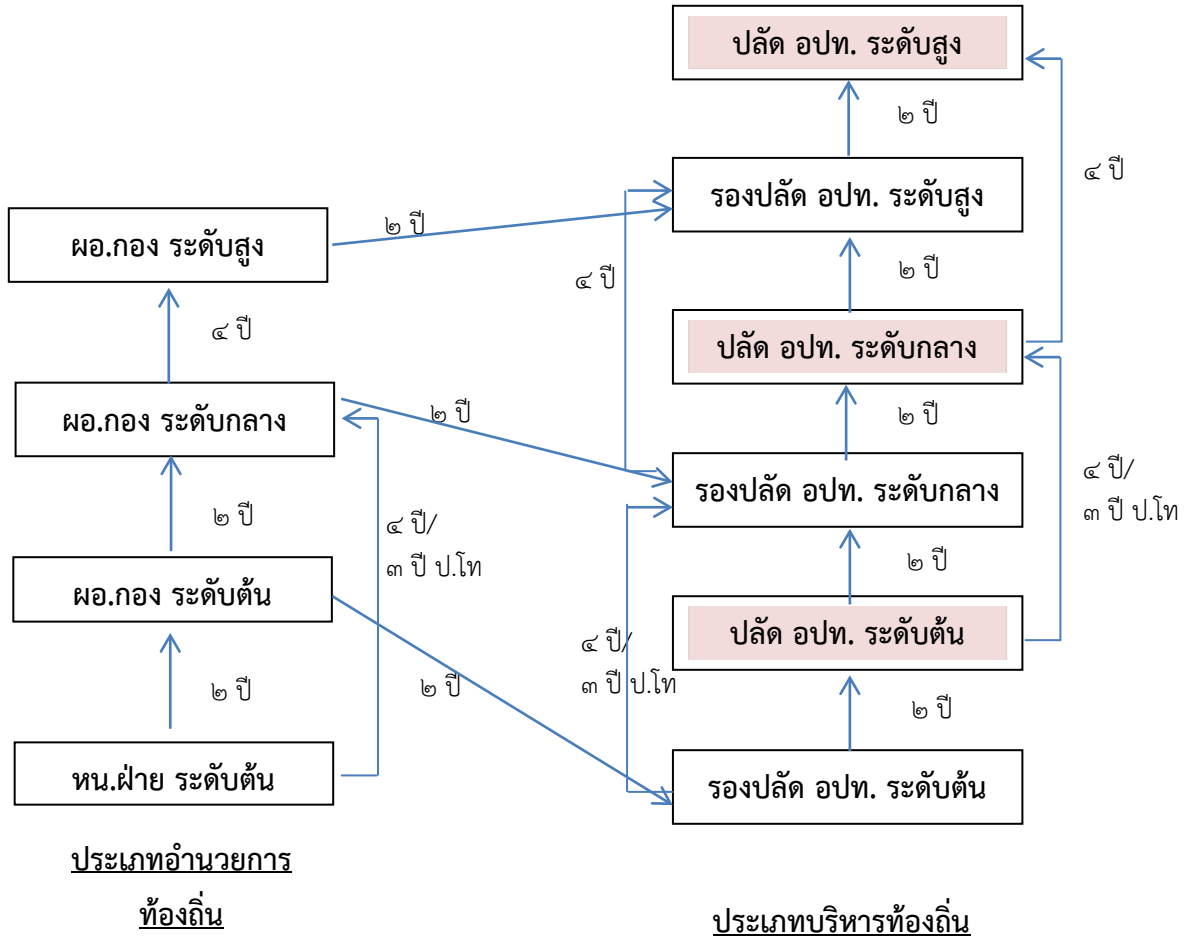 ปลัด อปท. ระดับสูง
๒ ปี
๔ ปี
รองปลัด อปท. ระดับสูง
๒ ปี
ผอ.กอง ระดับสูง
๔ ปี
๒ ปี
๔ ปี
ปลัด อปท. ระดับกลาง
๒ ปี
ผอ.กอง ระดับกลาง
๒ ปี
รองปลัด อปท. ระดับกลาง
๔ ปี/
๓ ปี ป.โท
๒ ปี
๔ ปี/
๓ ปี ป.โท
๒ ปี
ผอ.กอง ระดับต้น
ปลัด อปท. ระดับต้น
๔ ปี/
๓ ปี ป.โท
๒ ปี
๒ ปี
๒ ปี
หน.ฝ่าย ระดับต้น
รองปลัด อปท. ระดับต้น
ประเภทอำนวยการ
ท้องถิ่น
ประเภทบริหารท้องถิ่น